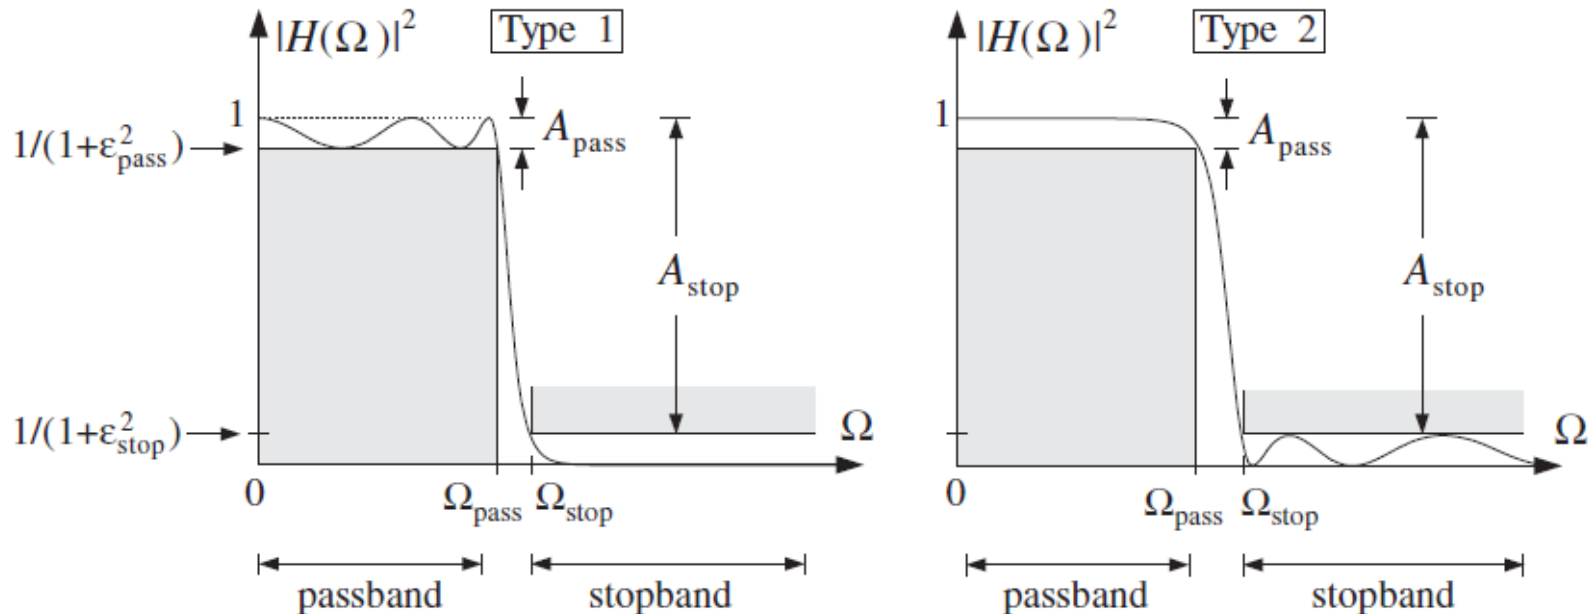 |H(Ω)|² Type 1
1
1/(1+ε²pass)
Apass
Astop
1/(1+ε²stop)
Ω
0 Ωpass Ωstop
passband stopband
|H(Ω)|² Type 2
1
Apass
Astop
Ω
0 Ωpass Ωstop
passband stopband